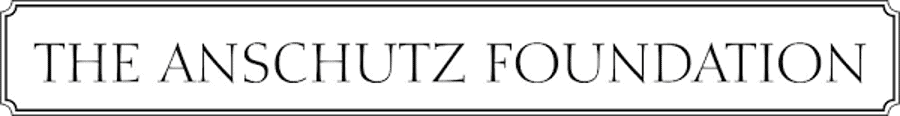 THE ANSCHUTZ FOUNDATION